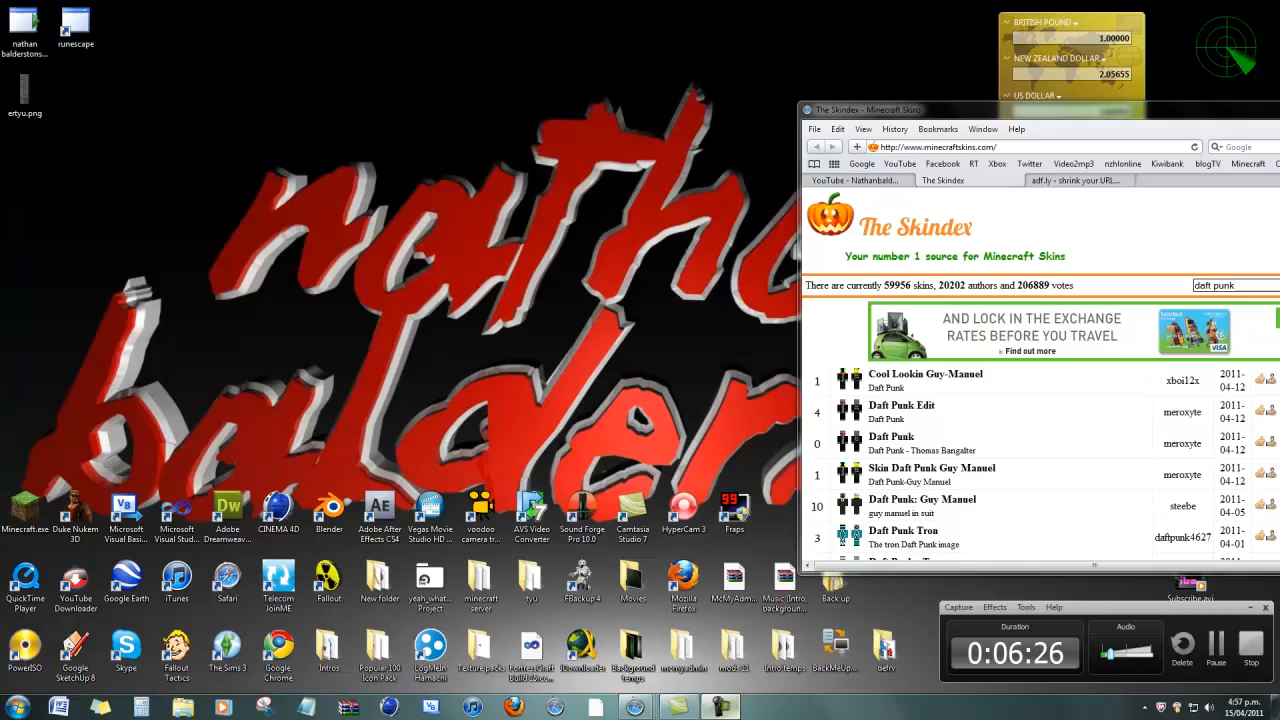 nathan
balderstons...
runescape
ertyu.png
BRITISH POUND
1.00000
NEW ZEALAND DOLLAR
2.05655
US DOLLAR
The Skindex - Minecraft Skins
File Edit View History Bookmarks Window Help
http://www.minecraftskins.com/
Google
Google YouTube Facebook RT Xbox Twitter Video2mp3 nzhlonline Kiwibank blogTV Minecraft
YouTube - Nathanbald... The Skindex adf.ly - shrink your URL...
The Skindex
Your number 1 source for Minecraft Skins
There are currently 59956 skins, 20202 authors and 206889 votes
daft punk
AND LOCK IN THE EXCHANGE
RATES BEFORE YOU TRAVEL
Find out more
VISA
1 Cool Lookin Guy-Manuel
Daft Punk
xboi12x 2011-
04-12
4 Daft Punk Edit
Daft Punk
meroxyte 2011-
04-12
0 Daft Punk
Daft Punk - Thomas Bangalter
meroxyte 2011-
04-12
1 Skin Daft Punk Guy Manuel
Daft Punk-Guy Manuel
meroxyte 2011-
04-12
10 Daft Punk: Guy Manuel
guy manuel in suit
steebe 2011-
04-05
3 Daft Punk Tron
The tron Daft Punk image
daftpunk4627 2011-
04-01
natha
balder
Minecraft.exe
Duke Nukem
3D
Microsoft
Visual Basi...
Microsoft
Visual Stud...
Adobe
Dreamweav...
CINEMA 4D
Blender
Adobe After
Effects CS4
Vegas Movie
Studio HD ...
voodoo
camera tr...
AVS Video
Converter
Sound Forge
Pro 10.0
Camtasia
Studio 7
HyperCam 3
99
Fraps
QuickTime
Player
YouTube
Downloader
Google Earth
iTunes
Safari
Telecom
JoinME
Fallout
New folder
yeah_what...
Project
minecraft
server
tyu
FBackup 4
Movies
Mozilla
Firefox
McMyAdm...
Music (Intro,
backgroun...
Back up
Subscribe.avi
PowerISO
Google
SketchUp 8
Skype
Fallout
Tactics
The Sims 3
Google
Chrome
Intros
Popular 100
Icon Pack
LogMeIn
Hamachi
Texture packs
FortressCraft
Build Uloc...
Background
temps
mcmyadmin
Intro temps
BackMeUp...
Capture Effects Tools Help
Duration
0:06:26
Audio
Delete Pause Stop
4:57 p.m.
15/04/2011